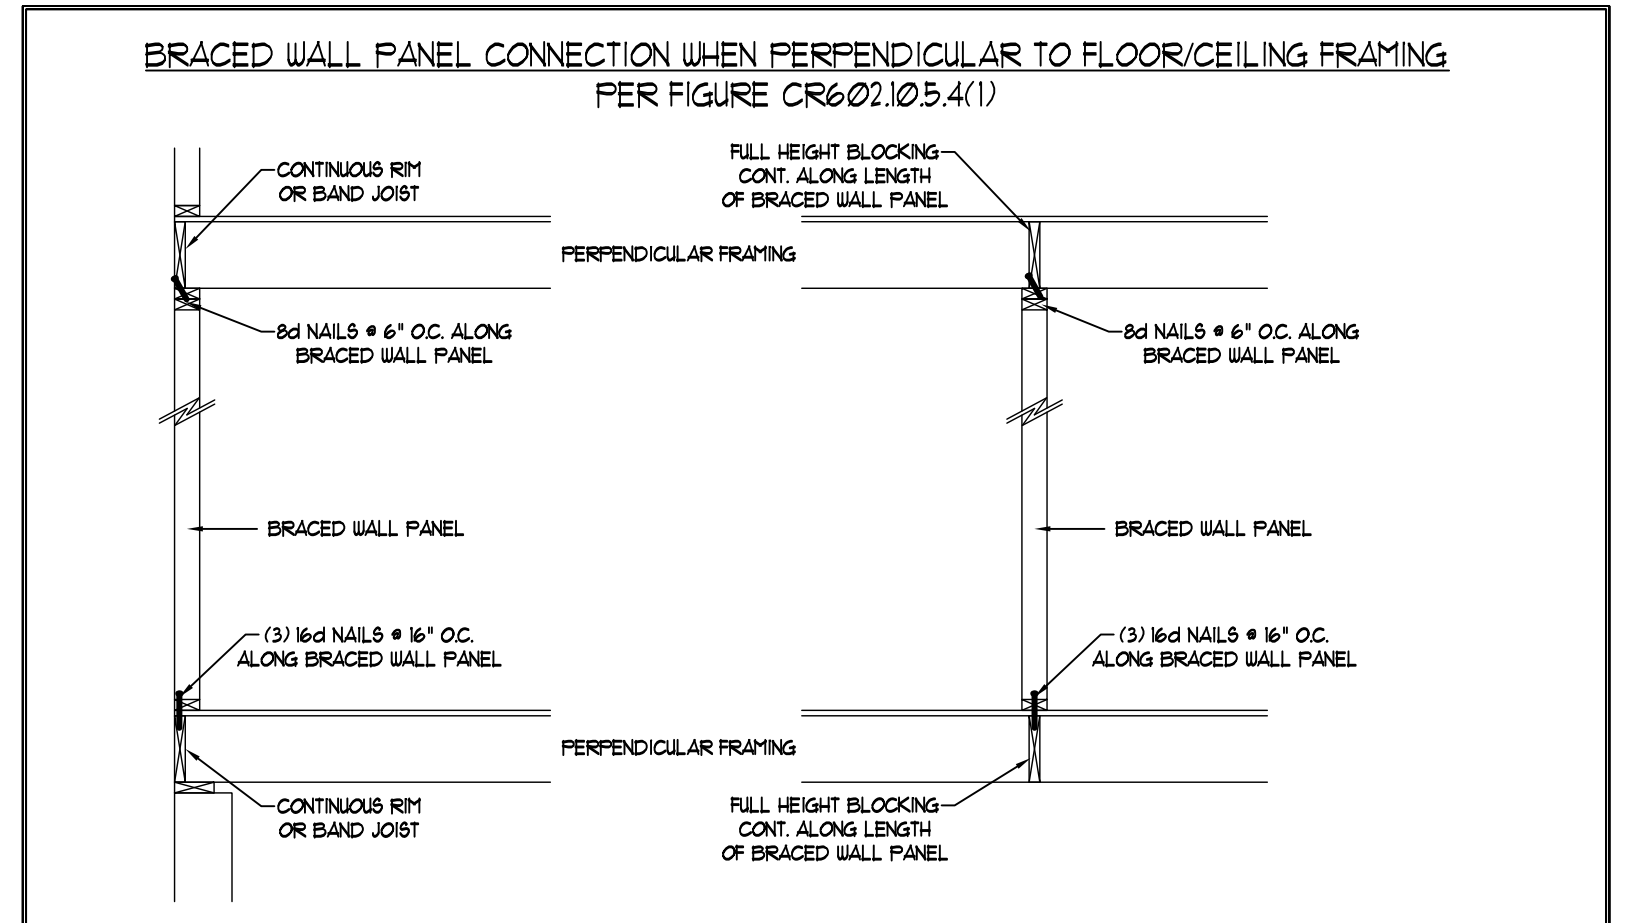 BRACED WALL PANEL CONNECTION WHEN PERPENDICULAR TO FLOOR/CEILING FRAMING
PER FIGURE CR602.10.5.4(1)
CONTINUOUS RIM
OR BAND JOIST
FULL HEIGHT BLOCKING
CONT. ALONG LENGTH
OF BRACED WALL PANEL
PERPENDICULAR FRAMING
8d NAILS @ 6" O.C. ALONG
BRACED WALL PANEL
8d NAILS @ 6" O.C. ALONG
BRACED WALL PANEL
BRACED WALL PANEL
BRACED WALL PANEL
(3) 16d NAILS @ 16" O.C.
ALONG BRACED WALL PANEL
(3) 16d NAILS @ 16" O.C.
ALONG BRACED WALL PANEL
PERPENDICULAR FRAMING
CONTINUOUS RIM
OR BAND JOIST
FULL HEIGHT BLOCKING
CONT. ALONG LENGTH
OF BRACED WALL PANEL